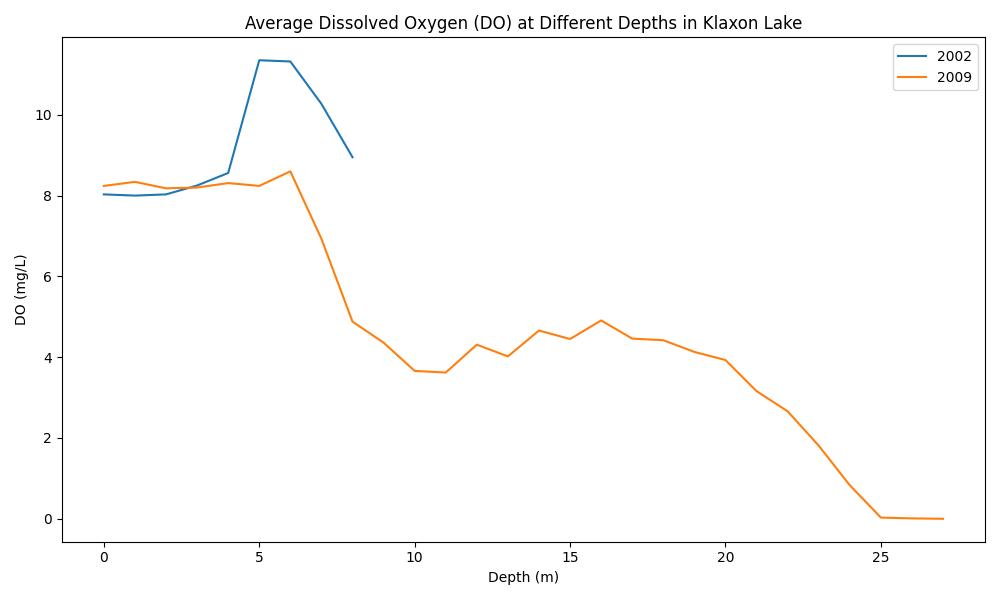 Average Dissolved Oxygen (DO) at Different Depths in Klaxon Lake
2002
2009
DO (mg/L)
10
8
6
4
2
0
0 5 10 15 20 25
Depth (m)